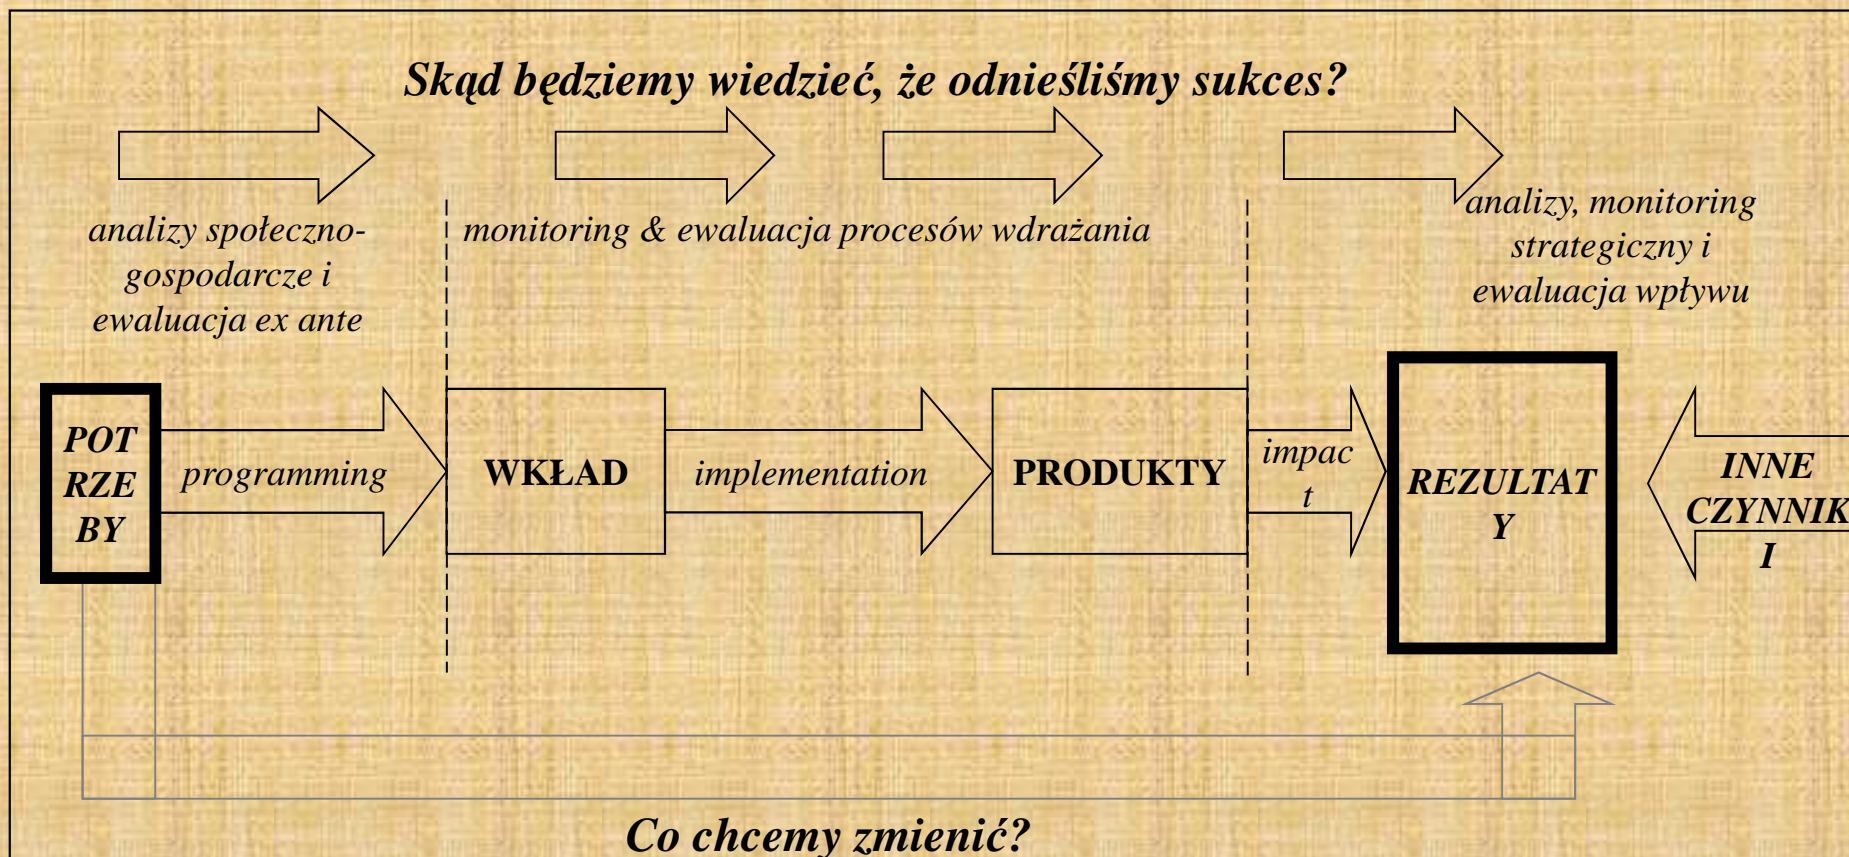 Skąd będziemy wiedzieć, że odnieśliśmy sukces?
analizy społeczno-
gospodarcze i
ewaluacja ex ante
monitoring & ewaluacja procesów wdrażania
analizy, monitoring
strategiczny i
ewaluacja wpływu
POT
RZE
BY
programming
WKŁAD
implementation
PRODUKTY
impac
t
REZULTAT
Y
INNE
CZYNNIK
I
Co chcemy zmienić?